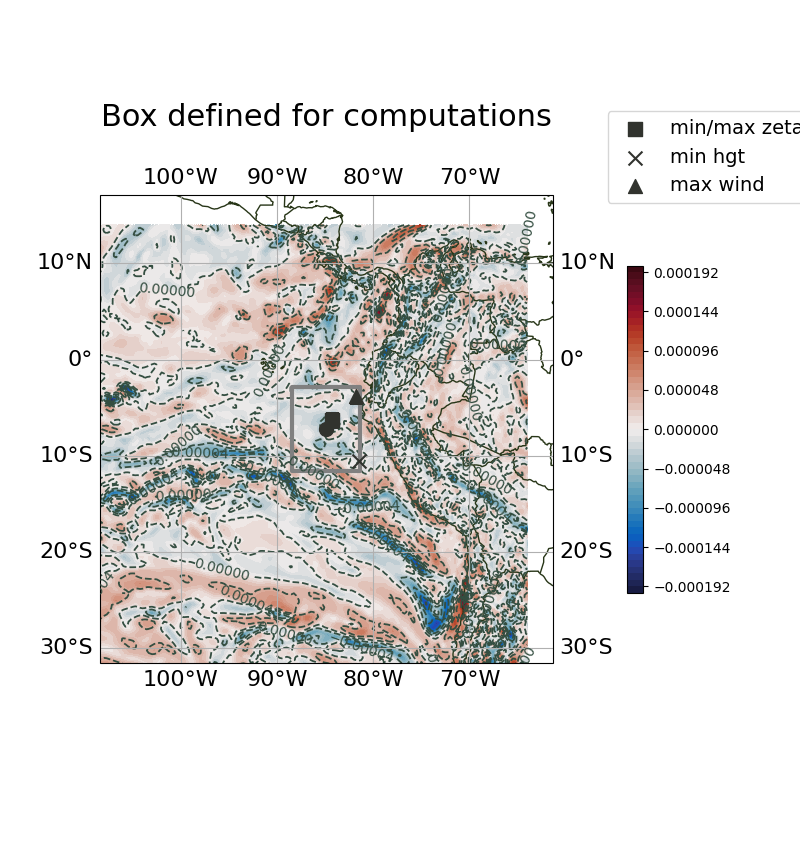 Box defined for computations
min/max zeta
min hgt
max wind
100°W 90°W 80°W 70°W
10°N 10°N
0° 0°
10°S 10°S
20°S 20°S
30°S 30°S
100°W 90°W 80°W 70°W
0.000192
0.000144
0.000096
0.000048
0.000000
−0.000048
−0.000096
−0.000144
−0.000192
0.00000
0.00000
0.00000